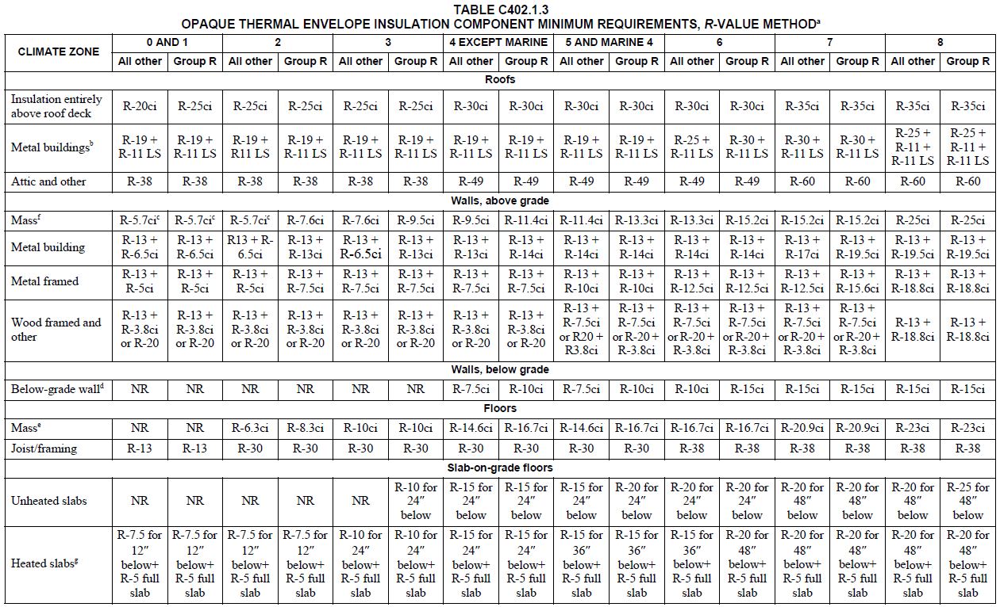 TABLE C402.1.3
OPAQUE THERMAL ENVELOPE INSULATION COMPONENT MINIMUM REQUIREMENTS, R-VALUE METHODa
CLIMATE ZONE 0 AND 1 2 3 4 EXCEPT MARINE 5 AND MARINE 4 6 7 8
All other Group R All other Group R All other Group R All other Group R All other Group R All other Group R All other Group R All other Group R
Roofs
Insulation entirely above roof deck R-20ci R-25ci R-25ci R-25ci R-25ci R-25ci R-30ci R-30ci R-30ci R-30ci R-30ci R-30ci R-35ci R-35ci R-35ci R-35ci
Metal buildingsb R-19 + R-11 LS R-19 + R-11 LS R-19 + R11 LS R-19 + R-11 LS R-19 + R-11 LS R-19 + R-11 LS R-19 + R-11 LS R-19 + R-11 LS R-19 + R-11 LS R-19 + R-11 LS R-25 + R-11 LS R-30 + R-11 LS R-30 + R-11 LS R-30 + R-11 LS R-25 + R-11 + R-11 LS R-25 + R-11 + R-11 LS
Attic and other R-38 R-38 R-38 R-38 R-38 R-38 R-49 R-49 R-49 R-49 R-49 R-49 R-60 R-60 R-60 R-60
Walls, above grade
Massf R-5.7cic R-5.7cic R-5.7cic R-7.6ci R-7.6ci R-9.5ci R-9.5ci R-11.4ci R-11.4ci R-13.3ci R-13.3ci R-15.2ci R-15.2ci R-15.2ci R-25ci R-25ci
Metal building R-13 + R-6.5ci R-13 + R-6.5ci R13 + R-6.5ci R-13 + R-13ci R-13 + R-6.5ci R-13 + R-13ci R-13 + R-13ci R-13 + R-14ci R-13 + R-14ci R-13 + R-14ci R-13 + R-14ci R-13 + R-14ci R-13 + R-17ci R-13 + R-19.5ci R-13 + R-19.5ci R-13 + R-19.5ci
Metal framed R-13 + R-5ci R-13 + R-5ci R-13 + R-5ci R-13 + R-7.5ci R-13 + R-7.5ci R-13 + R-7.5ci R-13 + R-7.5ci R-13 + R-7.5ci R-13 + R-10ci R-13 + R-10ci R-13 + R-12.5ci R-13 + R-12.5ci R-13 + R-12.5ci R-13 + R-15.6ci R-13 + R-18.8ci R-13 + R-18.8ci
Wood framed and other R-13 + R-3.8ci or R-20 R-13 + R-3.8ci or R-20 R-13 + R-3.8ci or R-20 R-13 + R-3.8ci or R-20 R-13 + R-3.8ci or R-20 R-13 + R-3.8ci or R-20 R-13 + R-3.8ci or R-20 R-13 + R-3.8ci or R-20 R-13 + R-7.5ci or R20 + R3.8ci R-13 + R-7.5ci or R-20 + R-3.8ci R-13 + R-7.5ci or R-20 + R-3.8ci R-13 + R-7.5ci or R-20 + R-3.8ci R-13 + R-7.5ci or R-20 + R-3.8ci R-13 + R-7.5ci or R-20 + R-3.8ci R-13 + R-18.8ci R-13 + R-18.8ci
Walls, below grade
Below-grade walld NR NR NR NR NR NR R-7.5ci R-10ci R-7.5ci R-10ci R-10ci R-15ci R-15ci R-15ci R-15ci R-15ci
Floors
Masse NR NR R-6.3ci R-8.3ci R-10ci R-10ci R-14.6ci R-16.7ci R-14.6ci R-16.7ci R-16.7ci R-16.7ci R-20.9ci R-20.9ci R-23ci R-23ci
Joist/framing R-13 R-13 R-30 R-30 R-30 R-30 R-30 R-30 R-30 R-30 R-38 R-38 R-38 R-38 R-38 R-38
Slab-on-grade floors
Unheated slabs NR NR NR NR NR R-10 for 24″ below R-15 for 24″ below R-15 for 24″ below R-15 for 24″ below R-20 for 24″ below R-20 for 24″ below R-20 for 24″ below R-20 for 48″ below R-20 for 48″ below R-20 for 48″ below R-25 for 48″ below
Heated slabsg R-7.5 for 12″ below+ R-5 full slab R-7.5 for 12″ below+ R-5 full slab R-7.5 for 12″ below+ R-5 full slab R-7.5 for 12″ below+ R-5 full slab R-10 for 24″ below+ R-5 full slab R-10 for 24″ below+ R-5 full slab R-15 for 24″ below+ R-5 full slab R-15 for 24″ below+ R-5 full slab R-15 for 36″ below+ R-5 full slab R-15 for 36″ below+ R-5 full slab R-15 for 36″ below+ R-5 full slab R-20 for 48″ below+ R-5 full slab R-20 for 48″ below+ R-5 full slab R-20 for 48″ below+ R-5 full slab R-20 for 48″ below+ R-5 full slab R-20 for 48″ below+ R-5 full slab